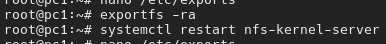 root@pc1:~# nano /etc/exports
root@pc1:~# exportfs -ra
root@pc1:~# systemctl restart nfs-kernel-server
root@pc1:~# nano /etc/exports